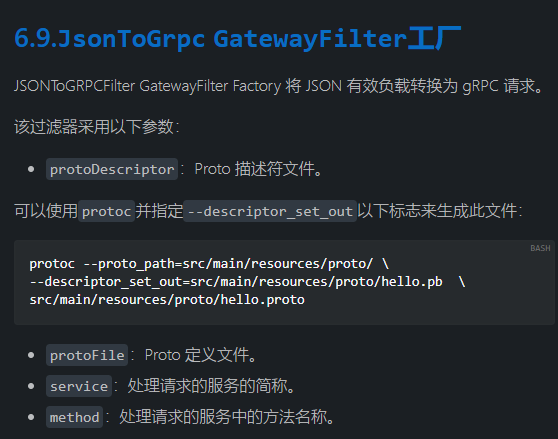 6.9.JsonToGrpc GatewayFilter工厂
JSONToGRPCFilter GatewayFilter Factory 将 JSON 有效负载转换为 gRPC 请求。
该过滤器采用以下参数：
• protoDescriptor：Proto 描述符文件。
可以使用protoc并指定--descriptor_set_out以下标志来生成此文件：
BASH
protoc --proto_path=src/main/resources/proto/ \
--descriptor_set_out=src/main/resources/proto/hello.pb  \
src/main/resources/proto/hello.proto
• protoFile：Proto 定义文件。
• service：处理请求的服务的简称。
• method：处理请求的服务中的方法名称。